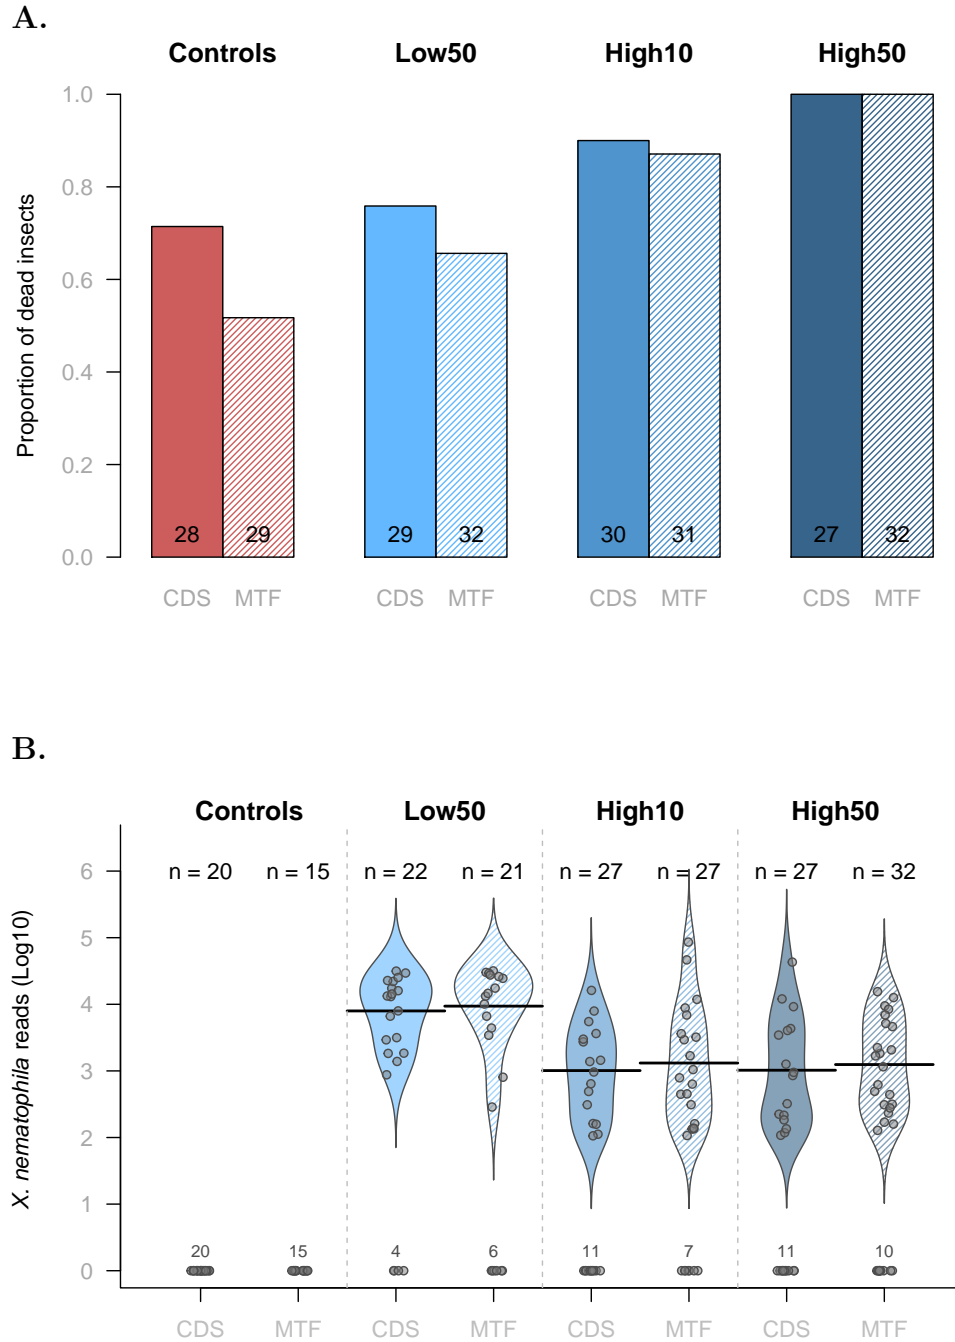 A.
Controls Low50 High10 High50
1.0
0.8
0.6
0.4
0.2
0.0
Proportion of dead insects
28 29 29 32 30 31 27 32
CDS MTF CDS MTF CDS MTF CDS MTF
B.
Controls Low50 High10 High50
n = 20 n = 15 n = 22 n = 21 n = 27 n = 27 n = 27 n = 32
6
5
4
3
2
1
0
X. nematophila reads (Log10)
20 15 4 6 11 7 11 10
CDS MTF CDS MTF CDS MTF CDS MTF